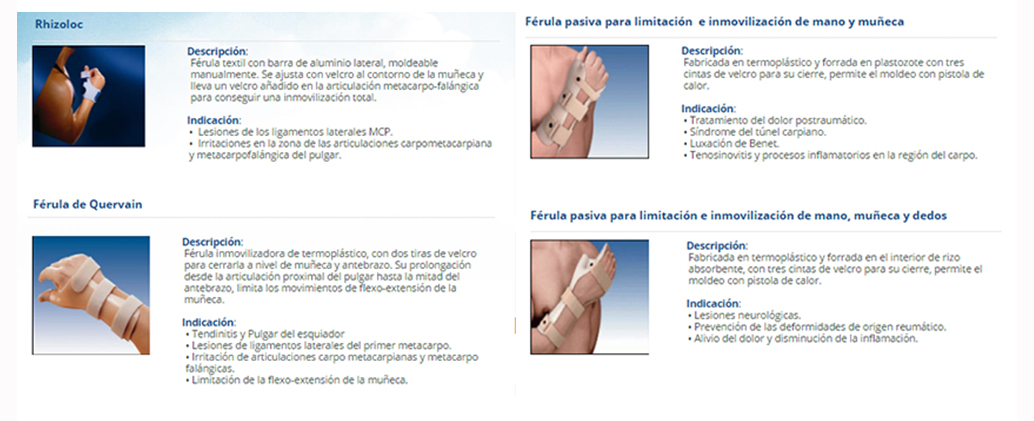 Rhizoloc
Descripción:
Férula textil con barra de aluminio lateral, moldeable
manualmente. Se ajusta con velcro al contorno de la muñeca y
lleva un velcro añadido en la articulación metacarpo-falángica
para conseguir una inmovilización total.
Indicación:
• Lesiones de los ligamentos laterales MCP.
• Irritaciones en la zona de las articulaciones carpometacarpiana
y metacarpofalángica del pulgar.
Férula de Quervain
Descripción:
Férula inmovilizadora de termoplástico, con dos tiras de velcro
para cerrarla a nivel de muñeca y antebrazo. Su prolongación
desde la articulación proximal del pulgar hasta la mitad del
antebrazo, limita los movimientos de flexo-extensión de la
muñeca.
Indicación:
• Tendinitis y Pulgar del esquiador
• Lesiones de ligamentos laterales del primer metacarpo.
• Irritación de articulaciones carpo metacarpianas y metacarpo
falángicas.
• Limitación de la flexo-extensión de la muñeca.
Férula pasiva para limitación e inmovilización de mano y muñeca
Descripción:
Fabricada en termoplástico y forrada en plastozote con tres
cintas de velcro para su cierre, permite el moldeo con pistola de
calor.
Indicación:
• Tratamiento del dolor postraumático.
• Síndrome del túnel carpiano.
• Luxación de Benet.
• Tenosinovitis y procesos inflamatorios en la región del carpo.
Férula pasiva para limitación e inmovilización de mano, muñeca y dedos
Descripción:
Fabricada en termoplástico y forrada en el interior de rizo
absorbente, con tres cintas de velcro para su cierre, permite el
moldeo con pistola de calor.
Indicación:
• Lesiones neurológicas.
• Prevención de las deformidades de origen reumático.
• Alivio del dolor y disminución de la inflamación.